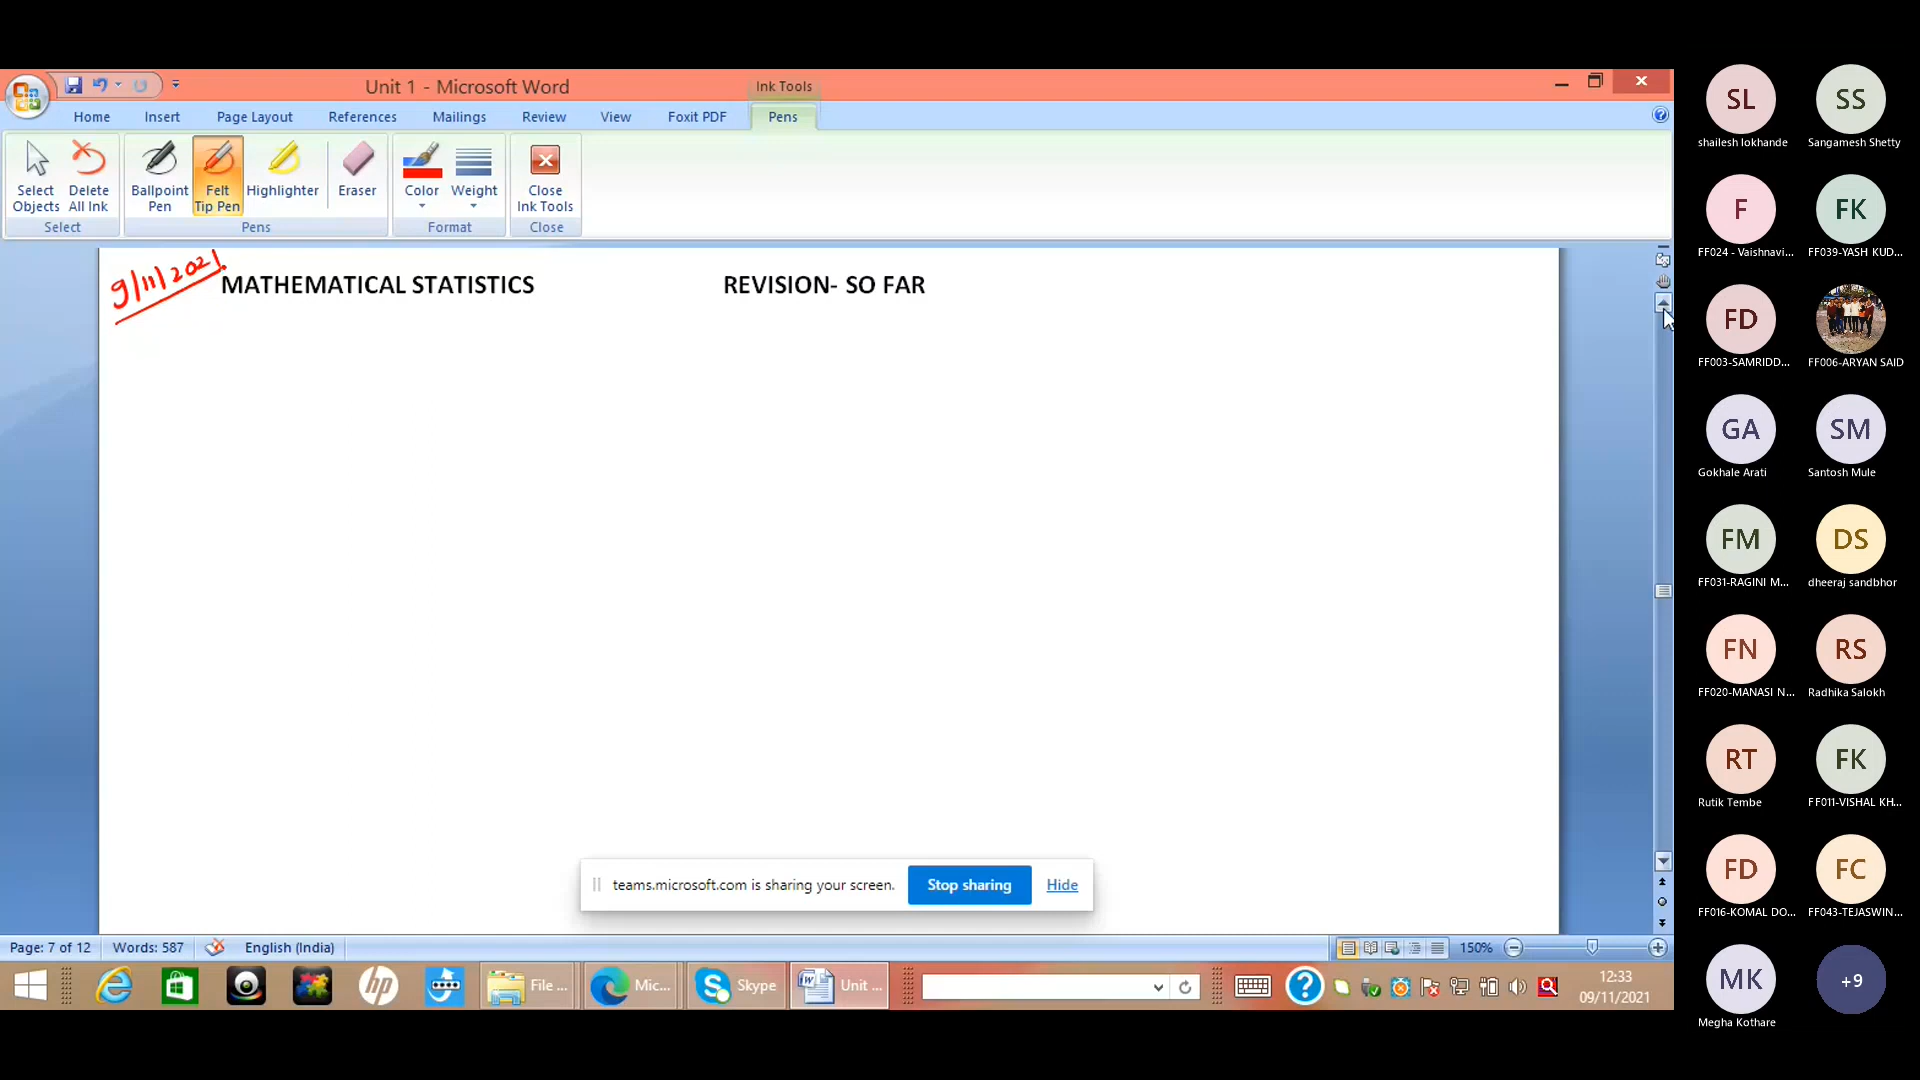 Unit 1 - Microsoft Word
Ink Tools
Home Insert Page Layout References Mailings Review View Foxit PDF Pens
Select Objects
Delete All Ink
Ballpoint Pen
Felt Tip Pen
Highlighter
Eraser
Color
Weight
Close Ink Tools
Select Pens Format Close
9/11/2021.
MATHEMATICAL STATISTICS REVISION- SO FAR
teams.microsoft.com is sharing your screen. Stop sharing Hide
Page: 7 of 12 Words: 587 English (India) 150%
hp File ... Mic... Skype Unit ...
12:33
09/11/2021
SL SS
shailesh lokhande Sangamesh Shetty
F FK
FF024 - Vaishnavi... FF039-YASH KUD...
FD
FF003-SAMRIDD... FF006-ARYAN SAID
GA SM
Gokhale Arati Santosh Mule
FM DS
FF031-RAGINI M... dheeraj sandbhor
FN RS
FF020-MANASI N... Radhika Salokh
RT FK
Rutik Tembe FF011-VISHAL KH...
FD FC
FF016-KOMAL DO... FF043-TEJASWIN...
MK +9
Megha Kothare